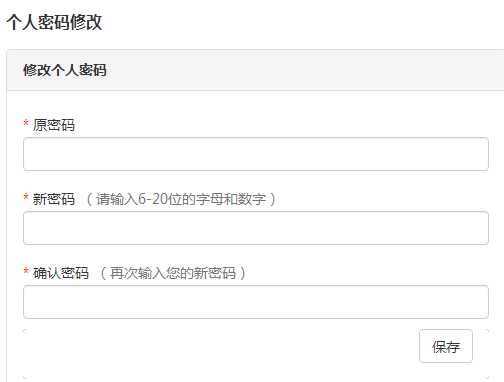 个人密码修改
修改个人密码
* 原密码
* 新密码 （请输入6-20位的字母和数字）
* 确认密码 （再次输入您的新密码）
保存